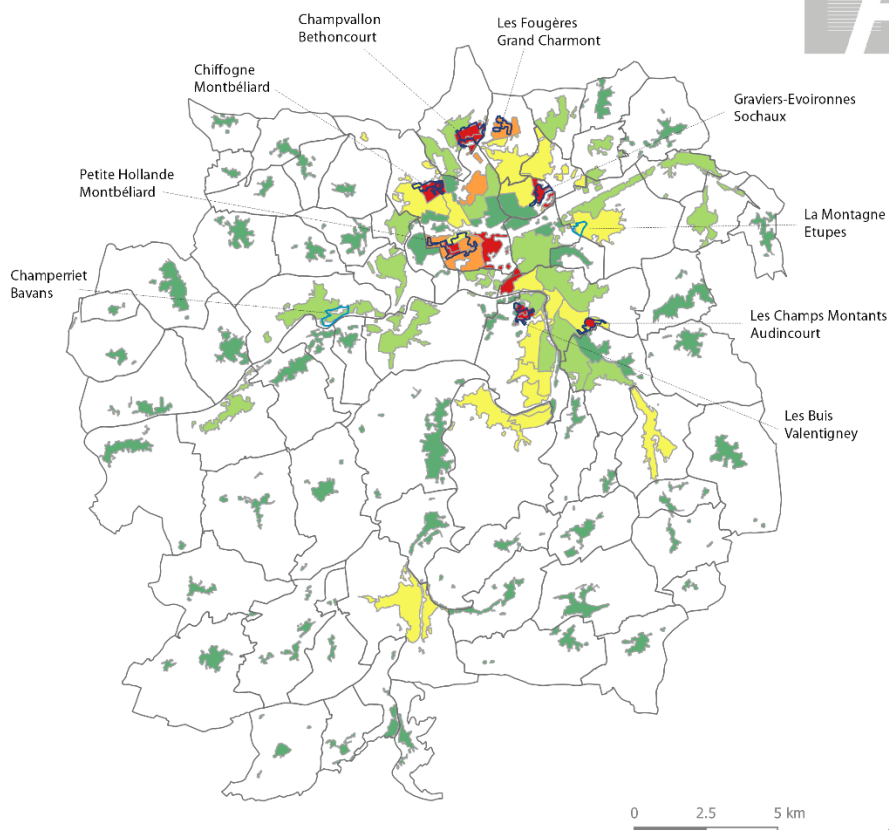 Champvallon
Bethoncourt
Les Fougères
Grand Charmont
Chiffogne
Montbéliard
Graviers-Evoironnes
Sochaux
Petite Hollande
Montbéliard
La Montagne
Etupes
Champerriet
Bavans
Les Champs Montants
Audincourt
Les Buis
Valentigney
0 2.5 5 km